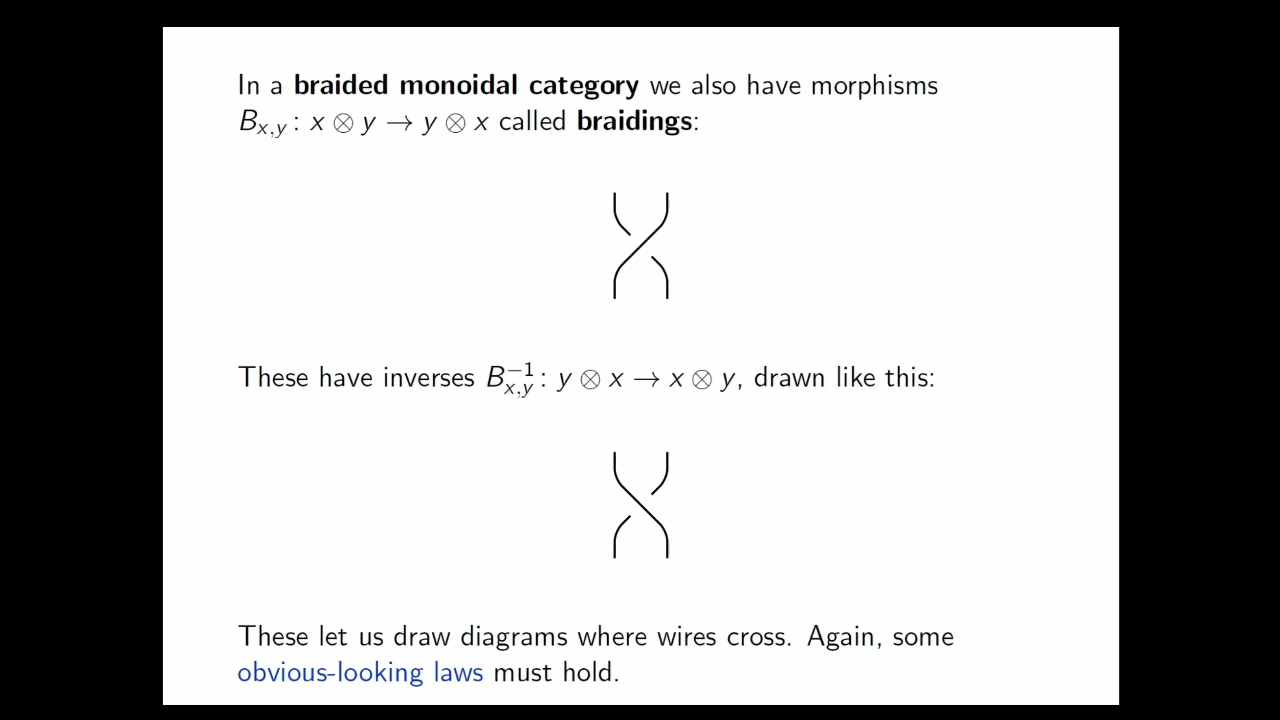 In a braided monoidal category we also have morphisms
B_{x,y} : x ⊗ y → y ⊗ x called braidings:
These have inverses B_{x,y}^{−1} : y ⊗ x → x ⊗ y, drawn like this:
These let us draw diagrams where wires cross. Again, some
obvious-looking laws must hold.